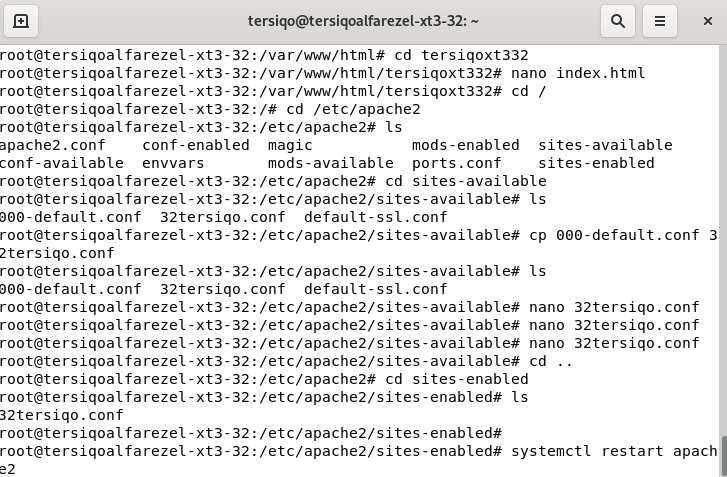 tersiqo@tersiqoalfarezel-xt3-32: ~
root@tersiqoalfarezel-xt3-32:/var/www/html# cd tersiqoxt332
root@tersiqoalfarezel-xt3-32:/var/www/html/tersiqoxt332# nano index.html
root@tersiqoalfarezel-xt3-32:/var/www/html/tersiqoxt332# cd /
root@tersiqoalfarezel-xt3-32:/# cd /etc/apache2
root@tersiqoalfarezel-xt3-32:/etc/apache2# ls
apache2.conf    conf-enabled  magic           mods-enabled  sites-available
conf-available  envvars       mods-available  ports.conf    sites-enabled
root@tersiqoalfarezel-xt3-32:/etc/apache2# cd sites-available
root@tersiqoalfarezel-xt3-32:/etc/apache2/sites-available# ls
000-default.conf  32tersiqo.conf  default-ssl.conf
root@tersiqoalfarezel-xt3-32:/etc/apache2/sites-available# cp 000-default.conf 3
2tersiqo.conf
root@tersiqoalfarezel-xt3-32:/etc/apache2/sites-available# ls
000-default.conf  32tersiqo.conf  default-ssl.conf
root@tersiqoalfarezel-xt3-32:/etc/apache2/sites-available# nano 32tersiqo.conf
root@tersiqoalfarezel-xt3-32:/etc/apache2/sites-available# nano 32tersiqo.conf
root@tersiqoalfarezel-xt3-32:/etc/apache2/sites-available# nano 32tersiqo.conf
root@tersiqoalfarezel-xt3-32:/etc/apache2/sites-available# cd ..
root@tersiqoalfarezel-xt3-32:/etc/apache2# cd sites-enabled
root@tersiqoalfarezel-xt3-32:/etc/apache2/sites-enabled# ls
32tersiqo.conf
root@tersiqoalfarezel-xt3-32:/etc/apache2/sites-enabled#
root@tersiqoalfarezel-xt3-32:/etc/apache2/sites-enabled# systemctl restart apach
e2